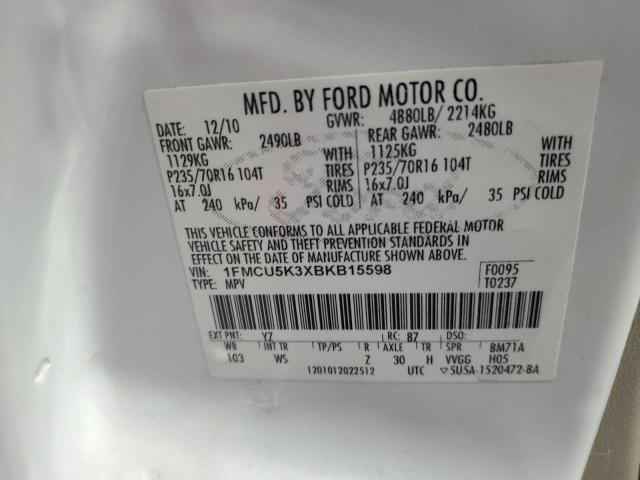 MFD. BY FORD MOTOR CO.
DATE: 12/10 GVWR: 4880LB/ 2214KG
FRONT GAWR: 2490LB REAR GAWR: 2480LB
1129KG WITH 1125KG WITH
P235/70R16 104T TIRES P235/70R16 104T TIRES
16x7.0J RIMS 16x7.0J RIMS
AT 240 kPa/ 35 PSI COLD AT 240 kPa/ 35 PSI COLD
THIS VEHICLE CONFORMS TO ALL APPLICABLE FEDERAL MOTOR
VEHICLE SAFETY AND THEFT PREVENTION STANDARDS IN
EFFECT ON THE DATE OF MANUFACTURE SHOWN ABOVE.
VIN: 1FMCU5K3XBKB15598 F0095
TYPE: MPV T0237
EXT PNT: YZ RC: B7 DSO:
WB INT TR TP/PS R AXLE TR SPR BM71A
103 WS Z 30 H VVGG H05
1201012022512 UTC ▽5U5A-1520472-BA